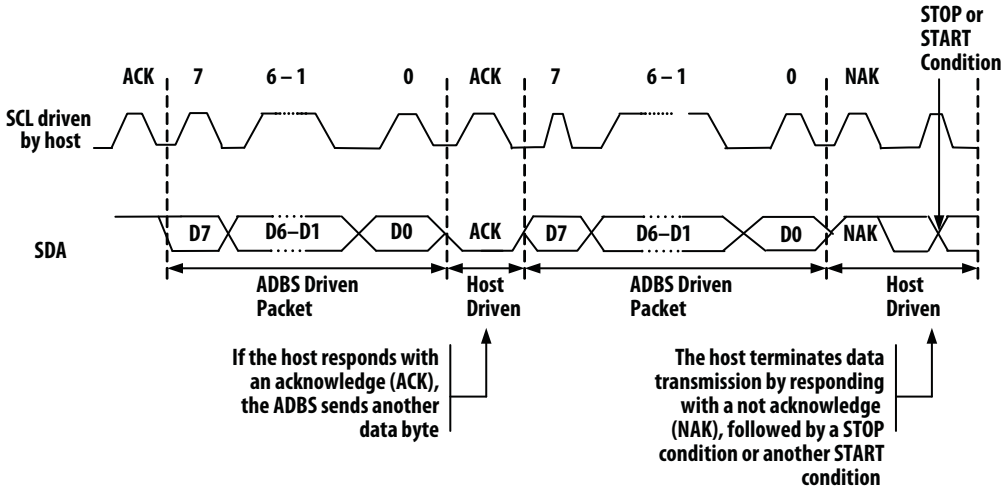 STOP or
START
Condition
ACK 7 6 – 1 0 ACK 7 6 – 1 0 NAK
SCL driven
by host
SDA
D7 D6–D1 D0 ACK D7 D6–D1 D0 NAK
ADBS Driven
Packet
Host
Driven
ADBS Driven
Packet
Host
Driven
If the host responds with
an acknowledge (ACK),
the ADBS sends another
data byte
The host terminates data
transmission by responding
with a not acknowledge
(NAK), followed by a STOP
condition or another START
condition